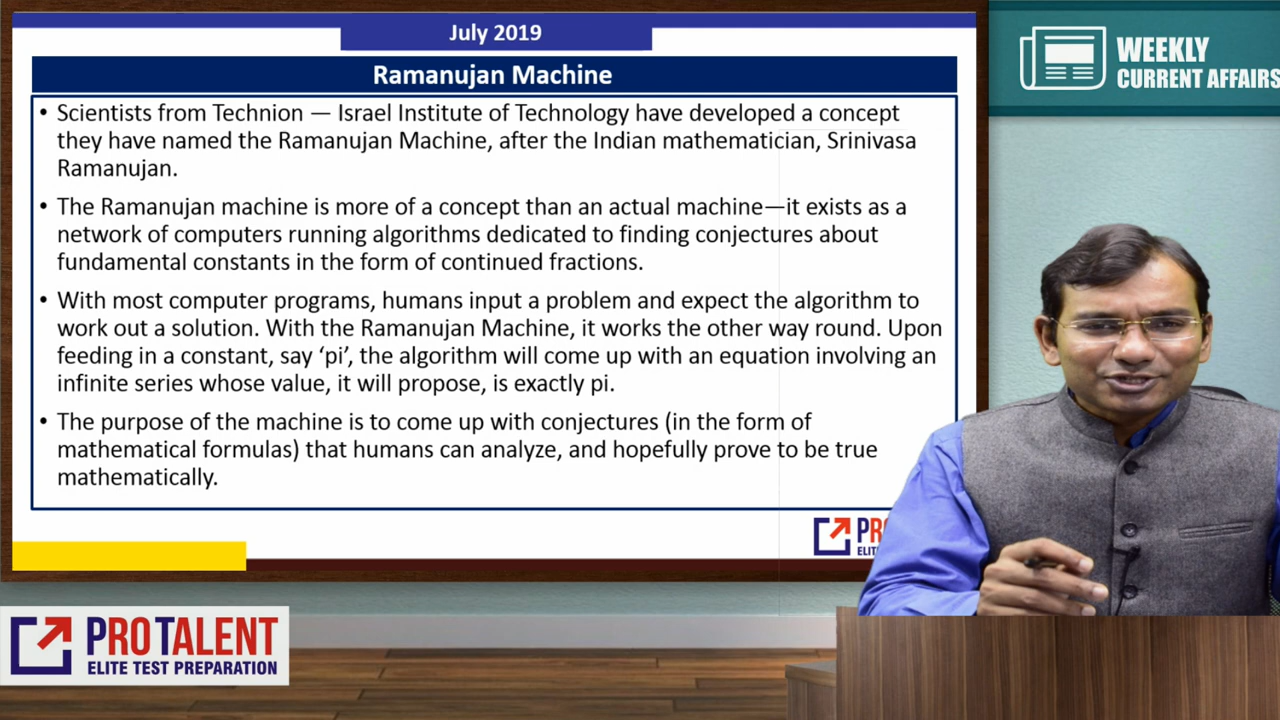 July 2019
Ramanujan Machine
• Scientists from Technion — Israel Institute of Technology have developed a concept
they have named the Ramanujan Machine, after the Indian mathematician, Srinivasa
Ramanujan.
• The Ramanujan machine is more of a concept than an actual machine—it exists as a
network of computers running algorithms dedicated to finding conjectures about
fundamental constants in the form of continued fractions.
• With most computer programs, humans input a problem and expect the algorithm to
work out a solution. With the Ramanujan Machine, it works the other way round. Upon
feeding in a constant, say ‘pi’, the algorithm will come up with an equation involving an
infinite series whose value, it will propose, is exactly pi.
• The purpose of the machine is to come up with conjectures (in the form of
mathematical formulas) that humans can analyze, and hopefully prove to be true
mathematically.
WEEKLY
CURRENT AFFAIRS
PRO TALENT
ELITE TEST PREPARATION